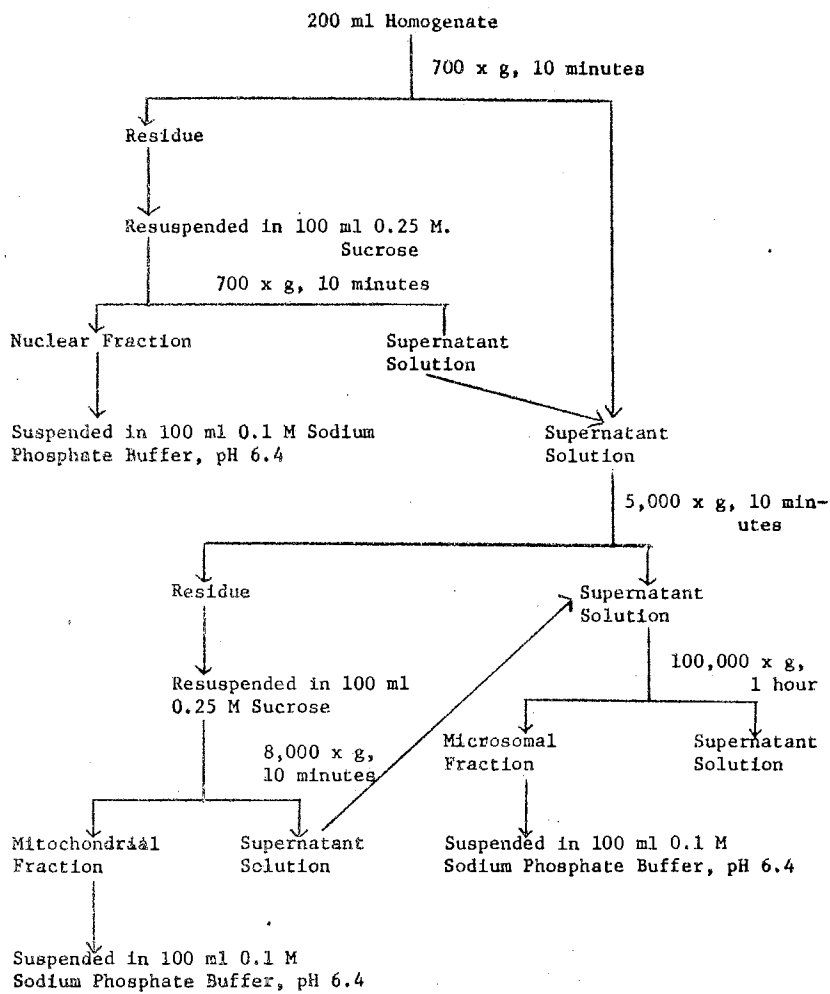 200 ml Homogenate
700 x g, 10 minutes
Residue
Resuspended in 100 ml 0.25 M.
Sucrose
700 x g, 10 minutes
Nuclear Fraction
Supernatant
Solution
Suspended in 100 ml 0.1 M Sodium
Phosphate Buffer, pH 6.4
Supernatant
Solution
5,000 x g, 10 min-
utes
Residue
Supernatant
Solution
Resuspended in 100 ml
0.25 M Sucrose
100,000 x g,
1 hour
8,000 x g,
10 minutes
Microsomal
Fraction
Supernatant
Solution
Mitochondrial
Fraction
Supernatant
Solution
Suspended in 100 ml 0.1 M
Sodium Phosphate Buffer, pH 6.4
Suspended in 100 ml 0.1 M
Sodium Phosphate Buffer, pH 6.4